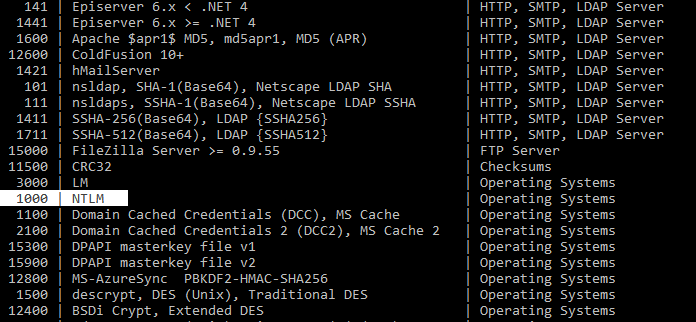 141 | Episerver 6.x < .NET 4 | HTTP, SMTP, LDAP Server
1441 | Episerver 6.x >= .NET 4 | HTTP, SMTP, LDAP Server
1600 | Apache $apr1$ MD5, md5apr1, MD5 (APR) | HTTP, SMTP, LDAP Server
12600 | ColdFusion 10+ | HTTP, SMTP, LDAP Server
1421 | hMailServer | HTTP, SMTP, LDAP Server
101 | nsldap, SHA-1(Base64), Netscape LDAP SHA | HTTP, SMTP, LDAP Server
111 | nsldaps, SSHA-1(Base64), Netscape LDAP SSHA | HTTP, SMTP, LDAP Server
1411 | SSHA-256(Base64), LDAP {SSHA256} | HTTP, SMTP, LDAP Server
1711 | SSHA-512(Base64), LDAP {SSHA512} | HTTP, SMTP, LDAP Server
15000 | FileZilla Server >= 0.9.55 | FTP Server
11500 | CRC32 | Checksums
3000 | LM | Operating Systems
1000 | NTLM | Operating Systems
1100 | Domain Cached Credentials (DCC), MS Cache | Operating Systems
2100 | Domain Cached Credentials 2 (DCC2), MS Cache 2 | Operating Systems
15300 | DPAPI masterkey file v1 | Operating Systems
15900 | DPAPI masterkey file v2 | Operating Systems
12800 | MS-AzureSync  PBKDF2-HMAC-SHA256 | Operating Systems
1500 | descrypt, DES (Unix), Traditional DES | Operating Systems
12400 | BSDi Crypt, Extended DES | Operating Systems